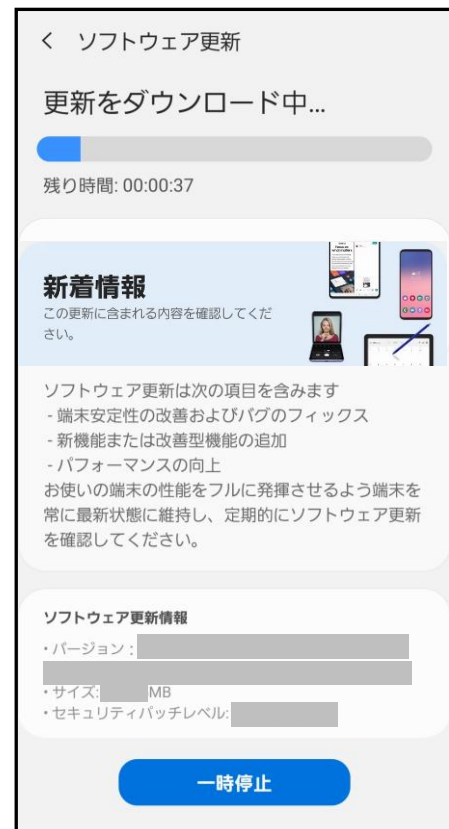 ソフトウェア更新
更新をダウンロード中...
残り時間: 00:00:37
新着情報
この更新に含まれる内容を確認してくだ
さい。
ソフトウェア更新は次の項目を含みます
- 端末安定性の改善およびバグのフィックス
- 新機能または改善型機能の追加
- パフォーマンスの向上
お使いの端末の性能をフルに発揮させるよう端末を
常に最新状態に維持し、定期的にソフトウェア更新
を確認してください。
ソフトウェア更新情報
・バージョン :
・サイズ: MB
・セキュリティパッチレベル:
一時停止